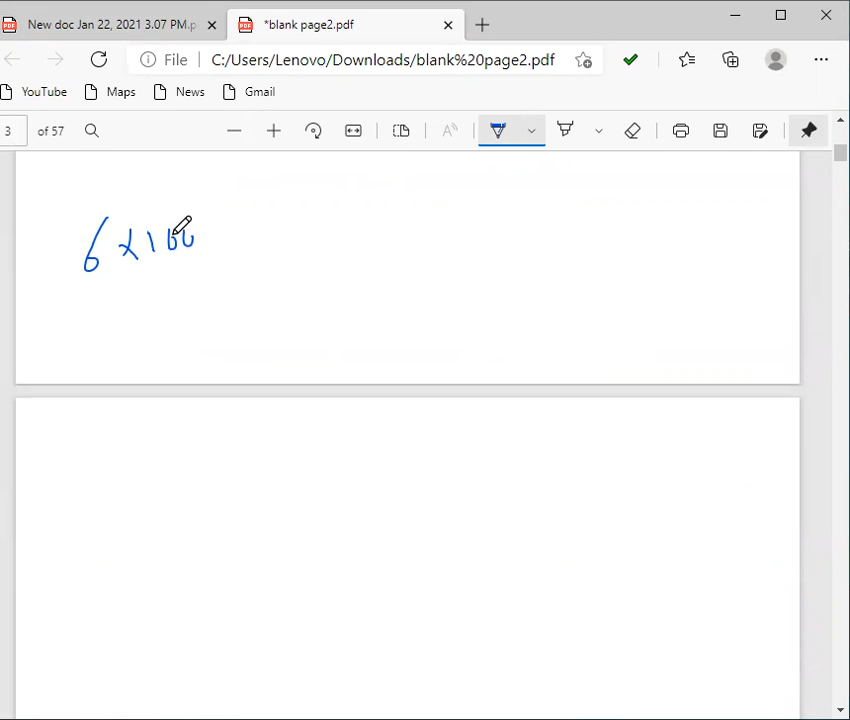 New doc Jan 22, 2021 3.07 PM.p
*blank page2.pdf
File C:/Users/Lenovo/Downloads/blank%20page2.pdf
YouTube Maps News Gmail
3 of 57
6 x 100